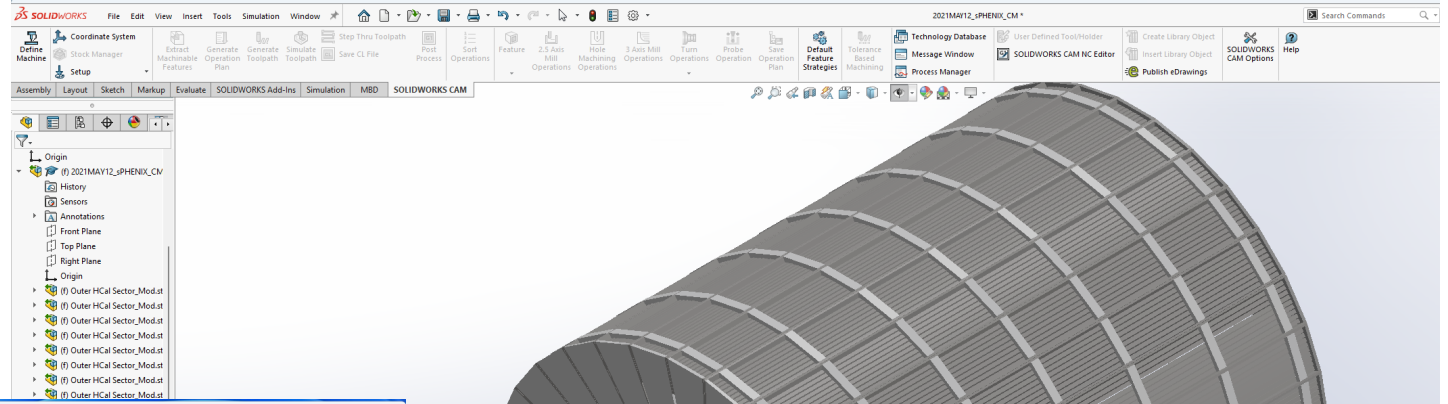 SOLIDWORKS File Edit View Insert Tools Simulation Window 2021MAY12_sPHENIX_CM * Search Commands
Define Machine Coordinate System Stock Manager Setup Extract Machinable Features Generate Operation Plan Generate Toolpath Simulate Toolpath Step Thru Toolpath Save CL File Post Process Sort Operations Feature 2.5 Axis Mill Operations Hole Machining Operations 3 Axis Mill Operations Turn Operations Probe Operation Save Operation Plan Default Feature Strategies Tolerance Based Machining Technology Database Message Window Process Manager User Defined Tool/Holder SOLIDWORKS CAM NC Editor Create Library Object Insert Library Object Publish eDrawings SOLIDWORKS CAM Options Help
Assembly Layout Sketch Markup Evaluate SOLIDWORKS Add-Ins Simulation MBD SOLIDWORKS CAM
Origin
(f) 2021MAY12_sPHENIX_CM
History
Sensors
Annotations
Front Plane
Top Plane
Right Plane
Origin
(f) Outer HCal Sector_Mod.st
(f) Outer HCal Sector_Mod.st
(f) Outer HCal Sector_Mod.st
(f) Outer HCal Sector_Mod.st
(f) Outer HCal Sector_Mod.st
(f) Outer HCal Sector_Mod.st
(f) Outer HCal Sector_Mod.st
(f) Outer HCal Sector_Mod.st